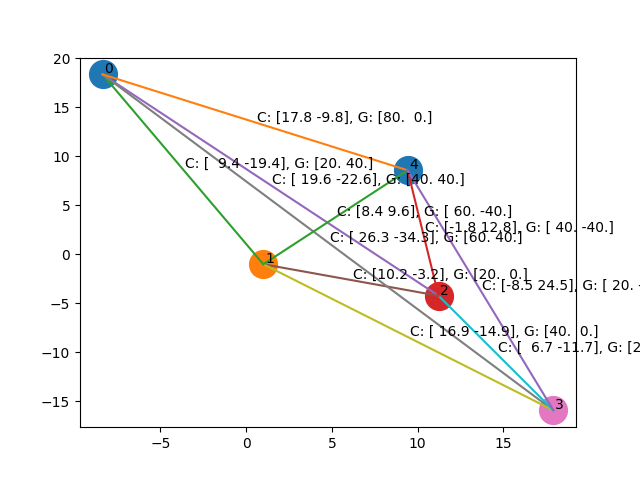 20
15
10
5
0
−5
−10
−15
−5
0
5
10
15
0
C: [17.8 -9.8], G: [80.  0.]
C: [  9.4 -19.4], G: [20. 40.]
4
C: [ 19.6 -22.6], G: [40. 40.]
C: [8.4 9.6], G: [ 60. -40.]
C: [-1.8 12.8], G: [ 40. -40.]
C: [ 26.3 -34.3], G: [60. 40.]
1
C: [10.2 -3.2], G: [20.  0.]
C: [-8.5 24.5], G: [ 20. -
2
C: [ 16.9 -14.9], G: [40.  0.]
C: [  6.7 -11.7], G: [2
3